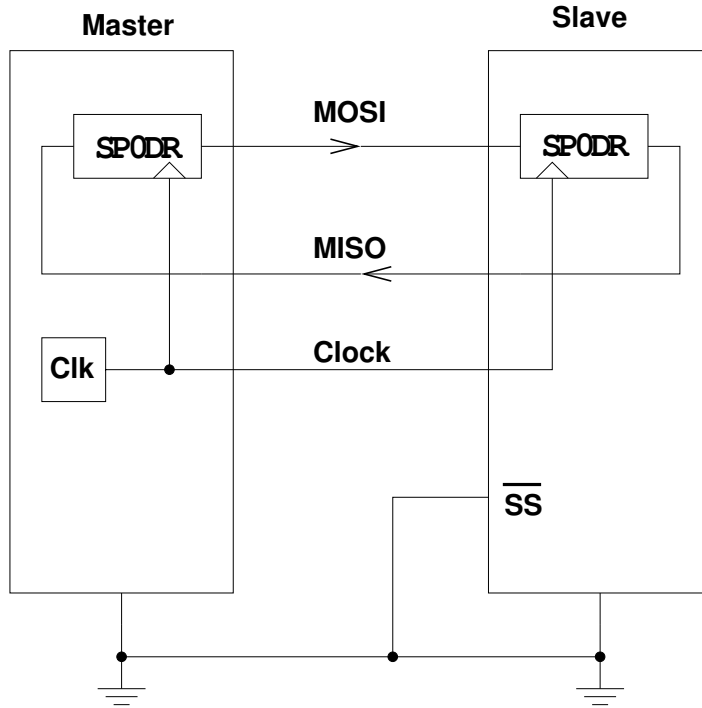 Master
Slave
MOSI
SP0DR
SP0DR
MISO
Clk
Clock
SS